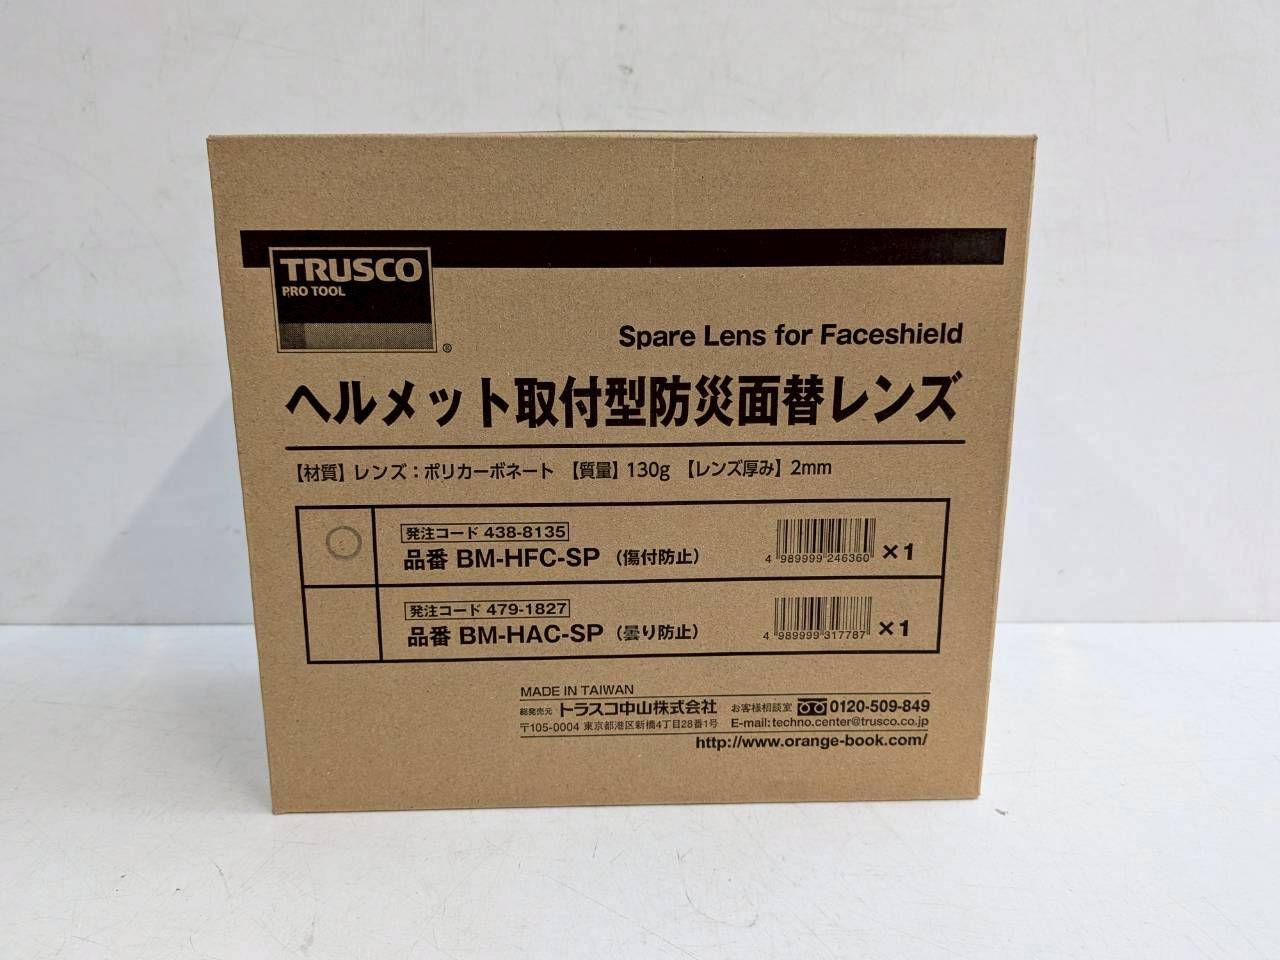 TRUSCO
PRO TOOL
®
Spare Lens for Faceshield
ヘルメット取付型防災面替レンズ
【材質】レンズ：ポリカーボネート 【質量】130g 【レンズ厚み】2mm
発注コード 438-8135
品番 BM-HFC-SP （傷付防止）
4 989999 246360 ×1
発注コード 479-1827
品番 BM-HAC-SP （曇り防止）
4 989999 317787 ×1
MADE IN TAIWAN
総発売元 トラスコ中山株式会社 お客様相談室 0120-509-849
〒105-0004 東京都港区新橋4丁目28番1号 E-mail:techno.center@trusco.co.jp
http://www.orange-book.com/